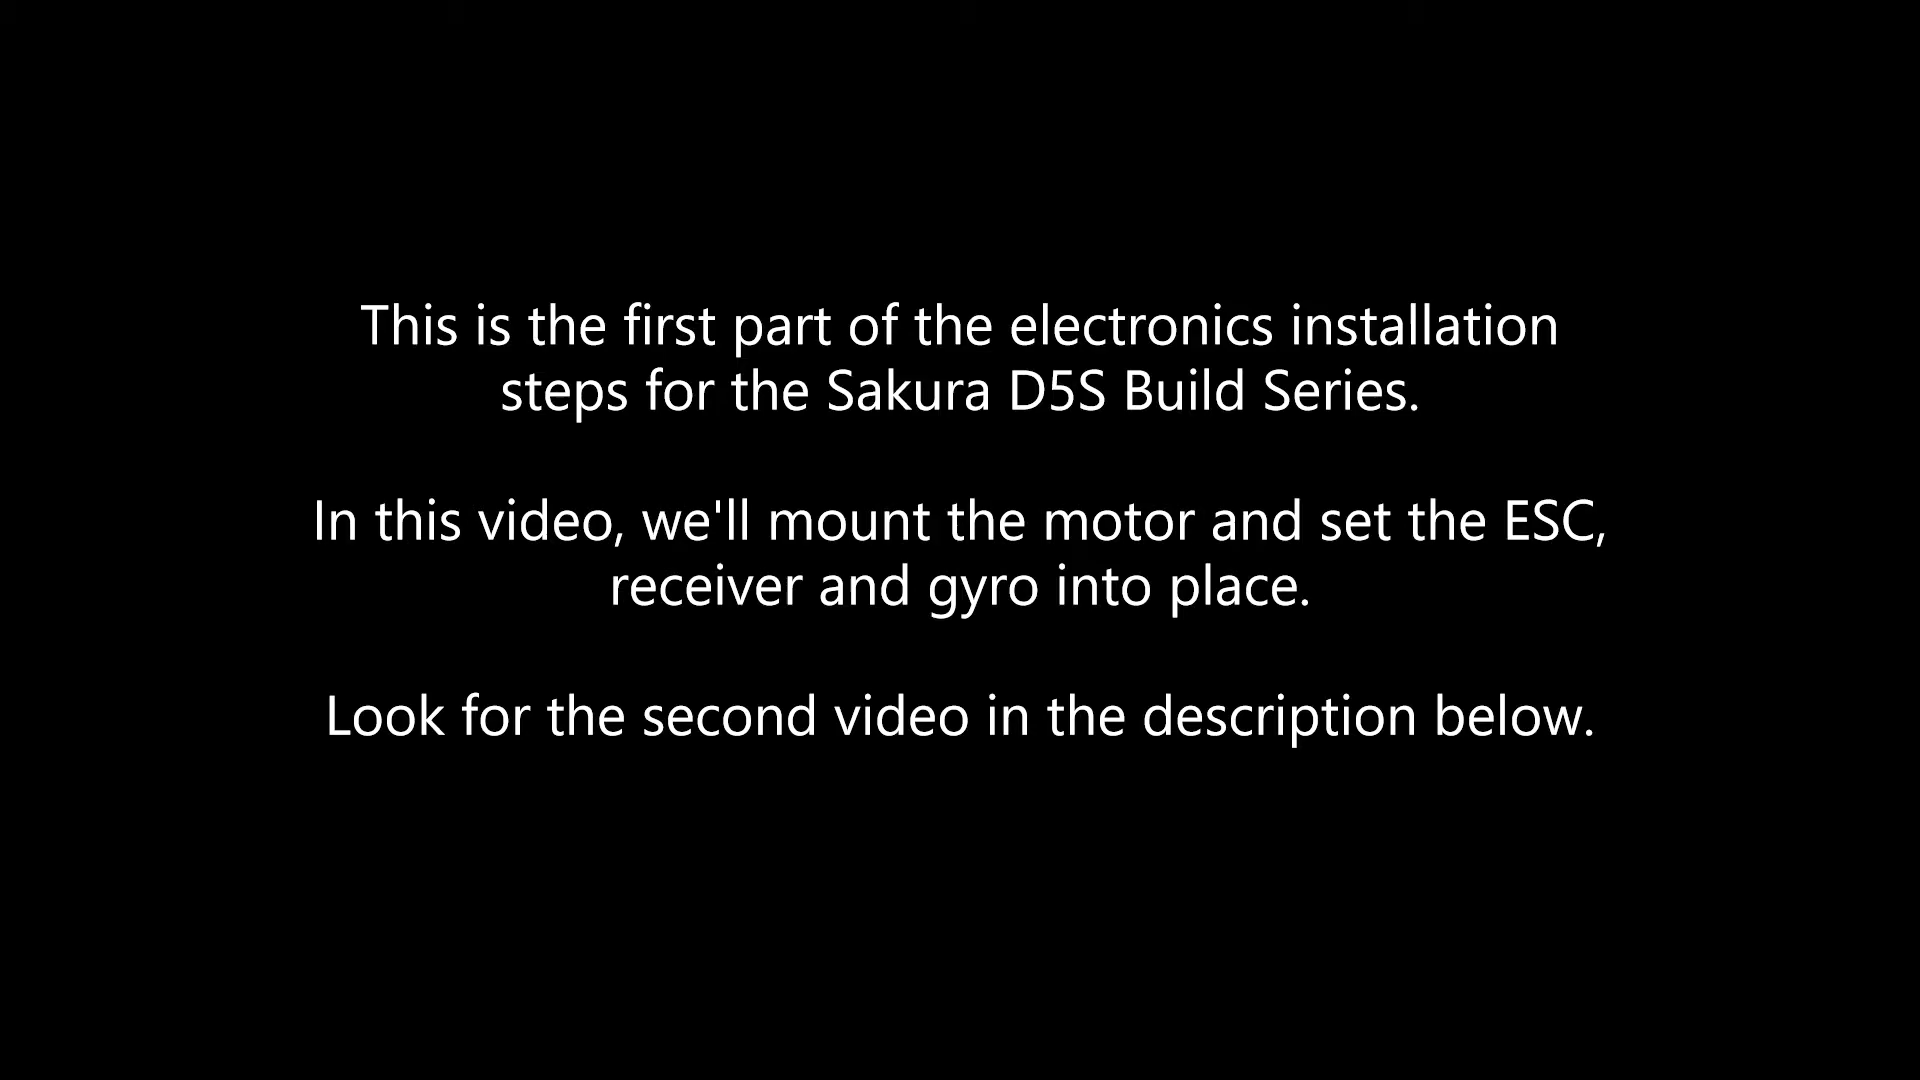 This is the first part of the electronics installation
steps for the Sakura D5S Build Series.
In this video, we'll mount the motor and set the ESC,
receiver and gyro into place.
Look for the second video in the description below.